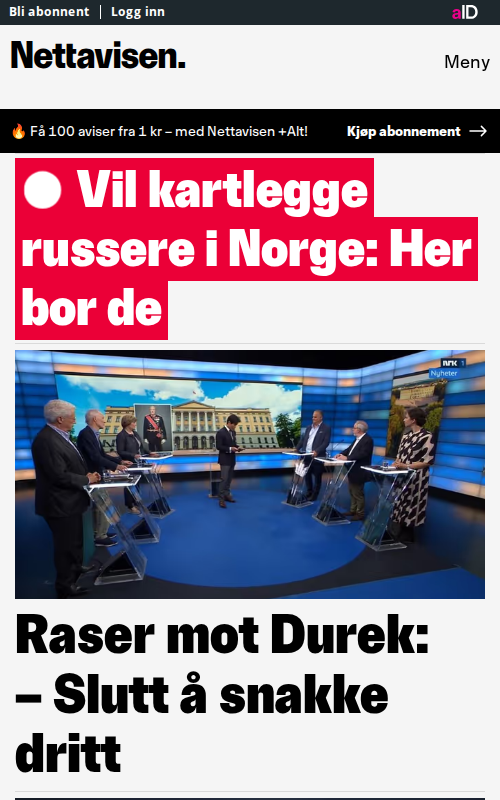 Bli abonnent
Logg inn
aID
Nettavisen.
Meny
🔥 Få 100 aviser fra 1 kr – med Nettavisen +Alt!
Kjøp abonnement →
Vil kartlegge
russere i Norge: Her
bor de
NRK 1
Nyheter
Raser mot Durek:
– Slutt å snakke
dritt